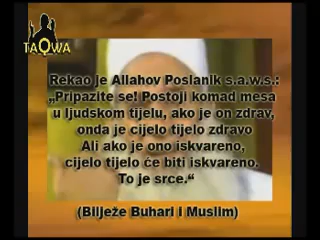 TAQWA
Rekao je Allahov Poslanik s.a.w.s.:
„Pripazite se! Postoji komad mesa
u ljudskom tijelu, ako je on zdrav,
onda je cijelo tijelo zdravo
Ali ako je ono iskvareno,
cijelo tijelo će biti iskvareno.
To je srce.“
(Bilježe Buhari i Muslim)